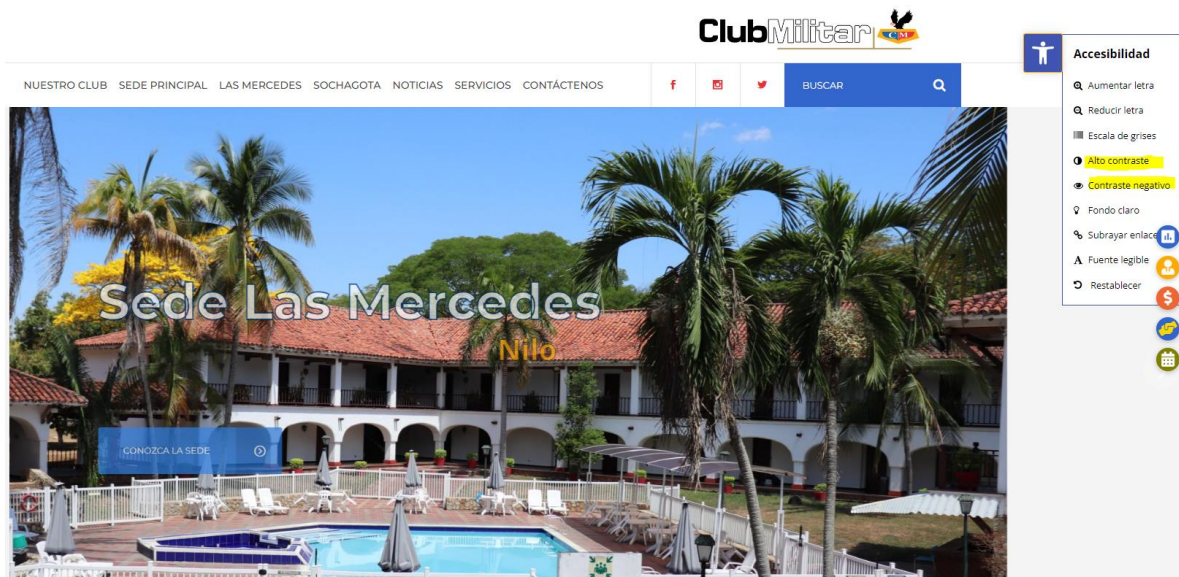 ClubMilitar
CM
NUESTRO CLUB SEDE PRINCIPAL LAS MERCEDES SOCHAGOTA NOTICIAS SERVICIOS CONTÁCTENOS
BUSCAR
Accesibilidad
Aumentar letra
Reducir letra
Escala de grises
Alto contraste
Contraste negativo
Fondo claro
Subrayar enlace
Fuente legible
Restablecer
Sede Las Mercedes
Nilo
CONOZCA LA SEDE